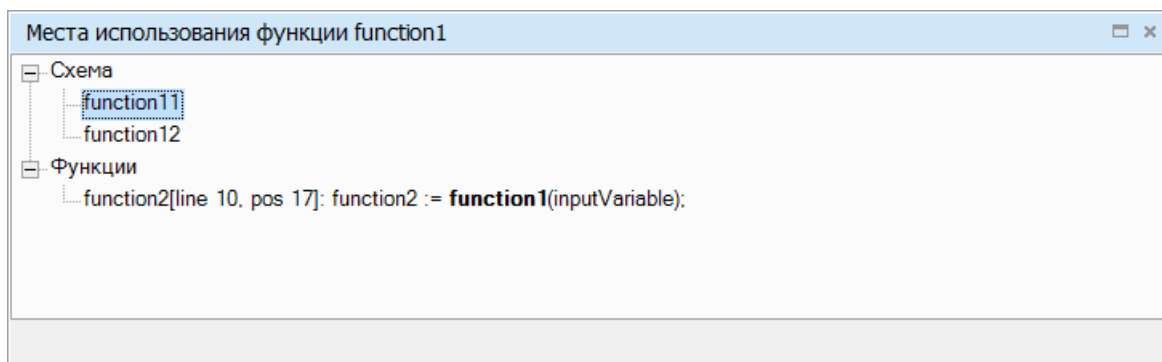 Места использования функции function1
Схема
function11
function12
Функции
function2[line 10, pos 17]: function2 := function1(inputVariable);